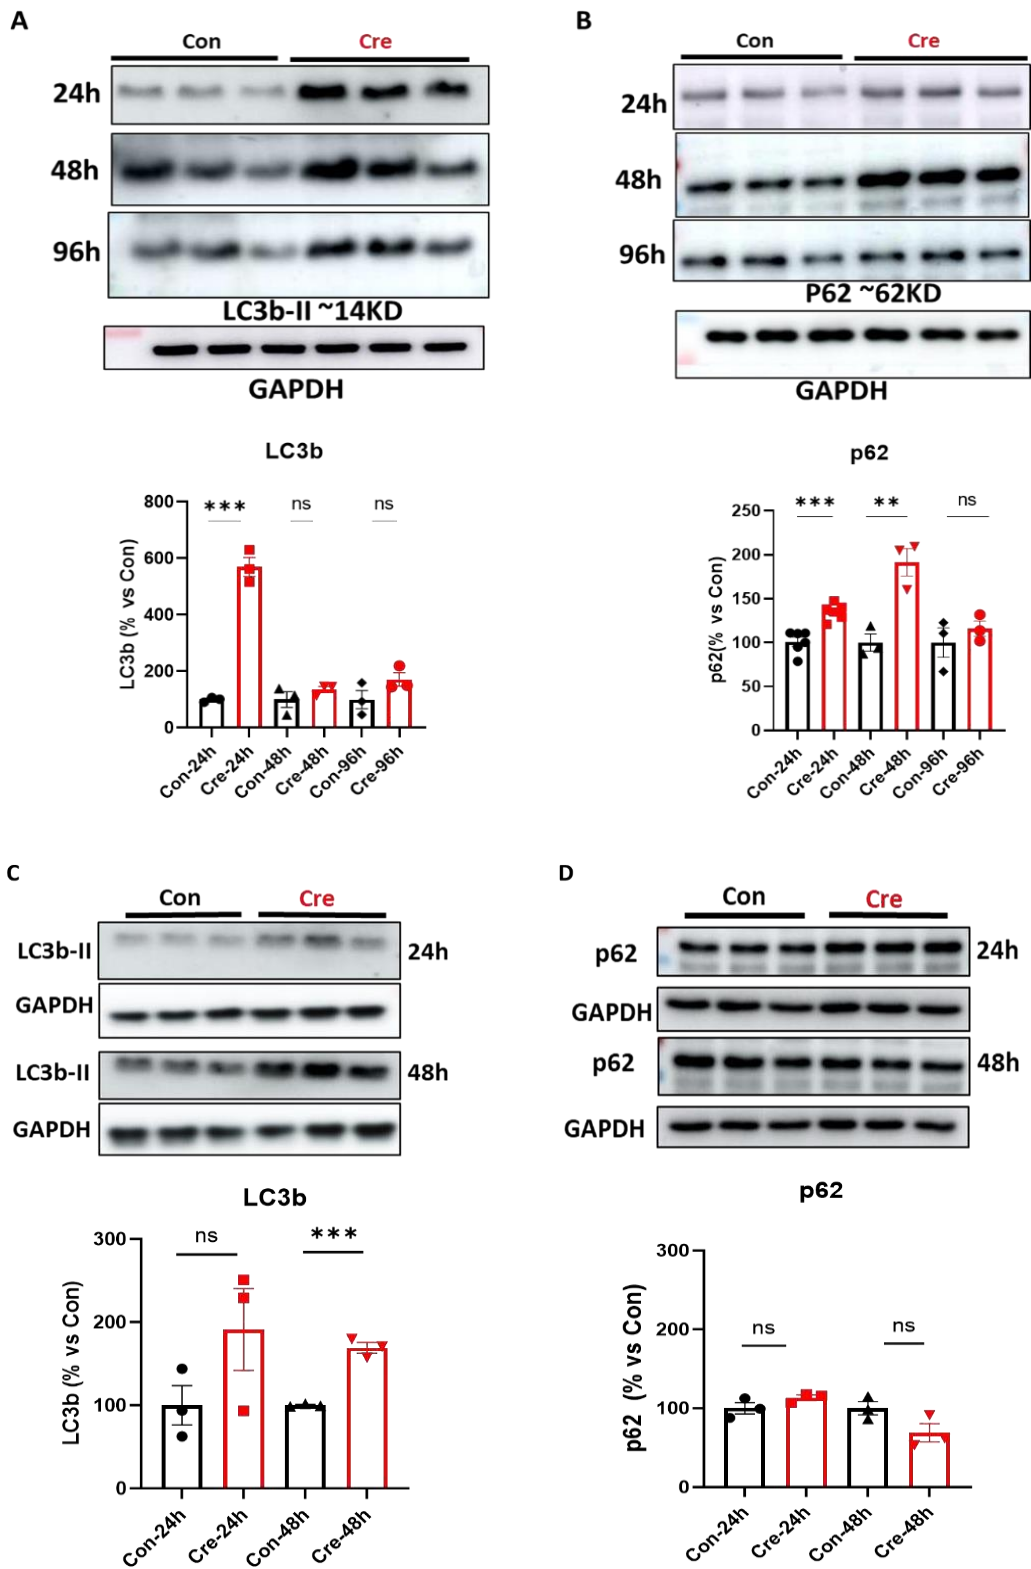 A
Con Cre
24h
48h
96h
LC3b-II ~14KD
GAPDH
B
Con Cre
24h
48h
96h
P62 ~62KD
GAPDH
LC3b
LC3b (% vs Con)
800
600
400
200
0
*** ns ns
Con-24h
Cre-24h
Con-48h
Cre-48h
Con-96h
Cre-96h
p62
p62(% vs Con)
250
200
150
100
50
0
*** ** ns
Con-24h
Cre-24h
Con-48h
Cre-48h
Con-96h
Cre-96h
C
Con Cre
LC3b-II 24h
GAPDH
LC3b-II 48h
GAPDH
D
Con Cre
p62 24h
GAPDH
p62 48h
GAPDH
LC3b
LC3b (% vs Con)
300
200
100
0
ns ***
Con-24h
Cre-24h
Con-48h
Cre-48h
p62
p62 (% vs Con)
300
200
100
0
ns ns
Con-24h
Cre-24h
Con-48h
Cre-48h